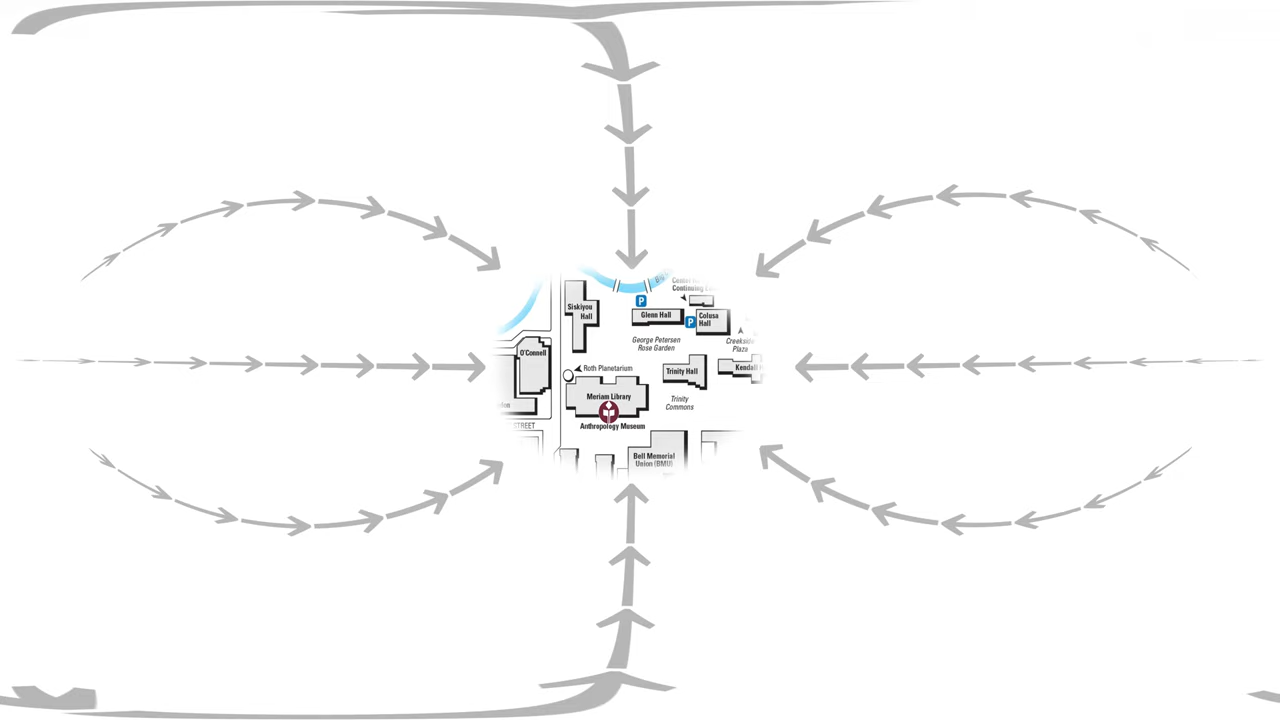 Siskiyou
Hall
P
Glenn Hall
P
Colusa
Hall
George Petersen
Rose Garden
Creekside
Plaza
O'Connell
Roth Planetarium
Trinity Hall
Kendall
Meriam Library
Trinity
Commons
STREET
Anthropology Museum
Bell Memorial
Union (BMU)
Continuing